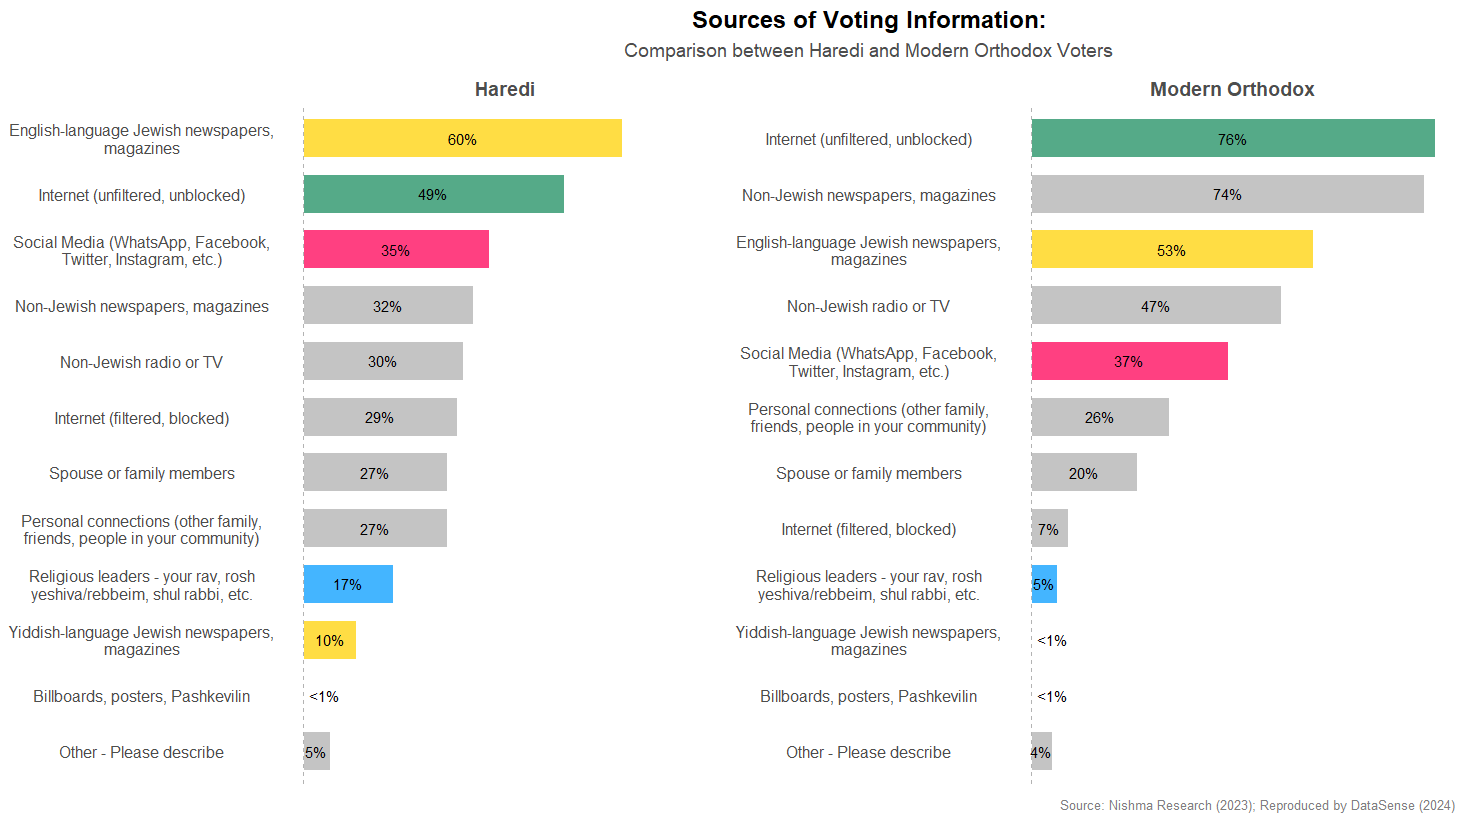 Sources of Voting Information:
Comparison between Haredi and Modern Orthodox Voters
Haredi
English-language Jewish newspapers,
magazines
60%
Internet (unfiltered, unblocked)
49%
Social Media (WhatsApp, Facebook,
Twitter, Instagram, etc.)
35%
Non-Jewish newspapers, magazines
32%
Non-Jewish radio or TV
30%
Internet (filtered, blocked)
29%
Spouse or family members
27%
Personal connections (other family,
friends, people in your community)
27%
Religious leaders - your rav, rosh
yeshiva/rebbeim, shul rabbi, etc.
17%
Yiddish-language Jewish newspapers,
magazines
10%
Billboards, posters, Pashkevilin
<1%
Other - Please describe
5%
Modern Orthodox
Internet (unfiltered, unblocked)
76%
Non-Jewish newspapers, magazines
74%
English-language Jewish newspapers,
magazines
53%
Non-Jewish radio or TV
47%
Social Media (WhatsApp, Facebook,
Twitter, Instagram, etc.)
37%
Personal connections (other family,
friends, people in your community)
26%
Spouse or family members
20%
Internet (filtered, blocked)
7%
Religious leaders - your rav, rosh
yeshiva/rebbeim, shul rabbi, etc.
5%
Yiddish-language Jewish newspapers,
magazines
<1%
Billboards, posters, Pashkevilin
<1%
Other - Please describe
4%
Source: Nishma Research (2023); Reproduced by DataSense (2024)